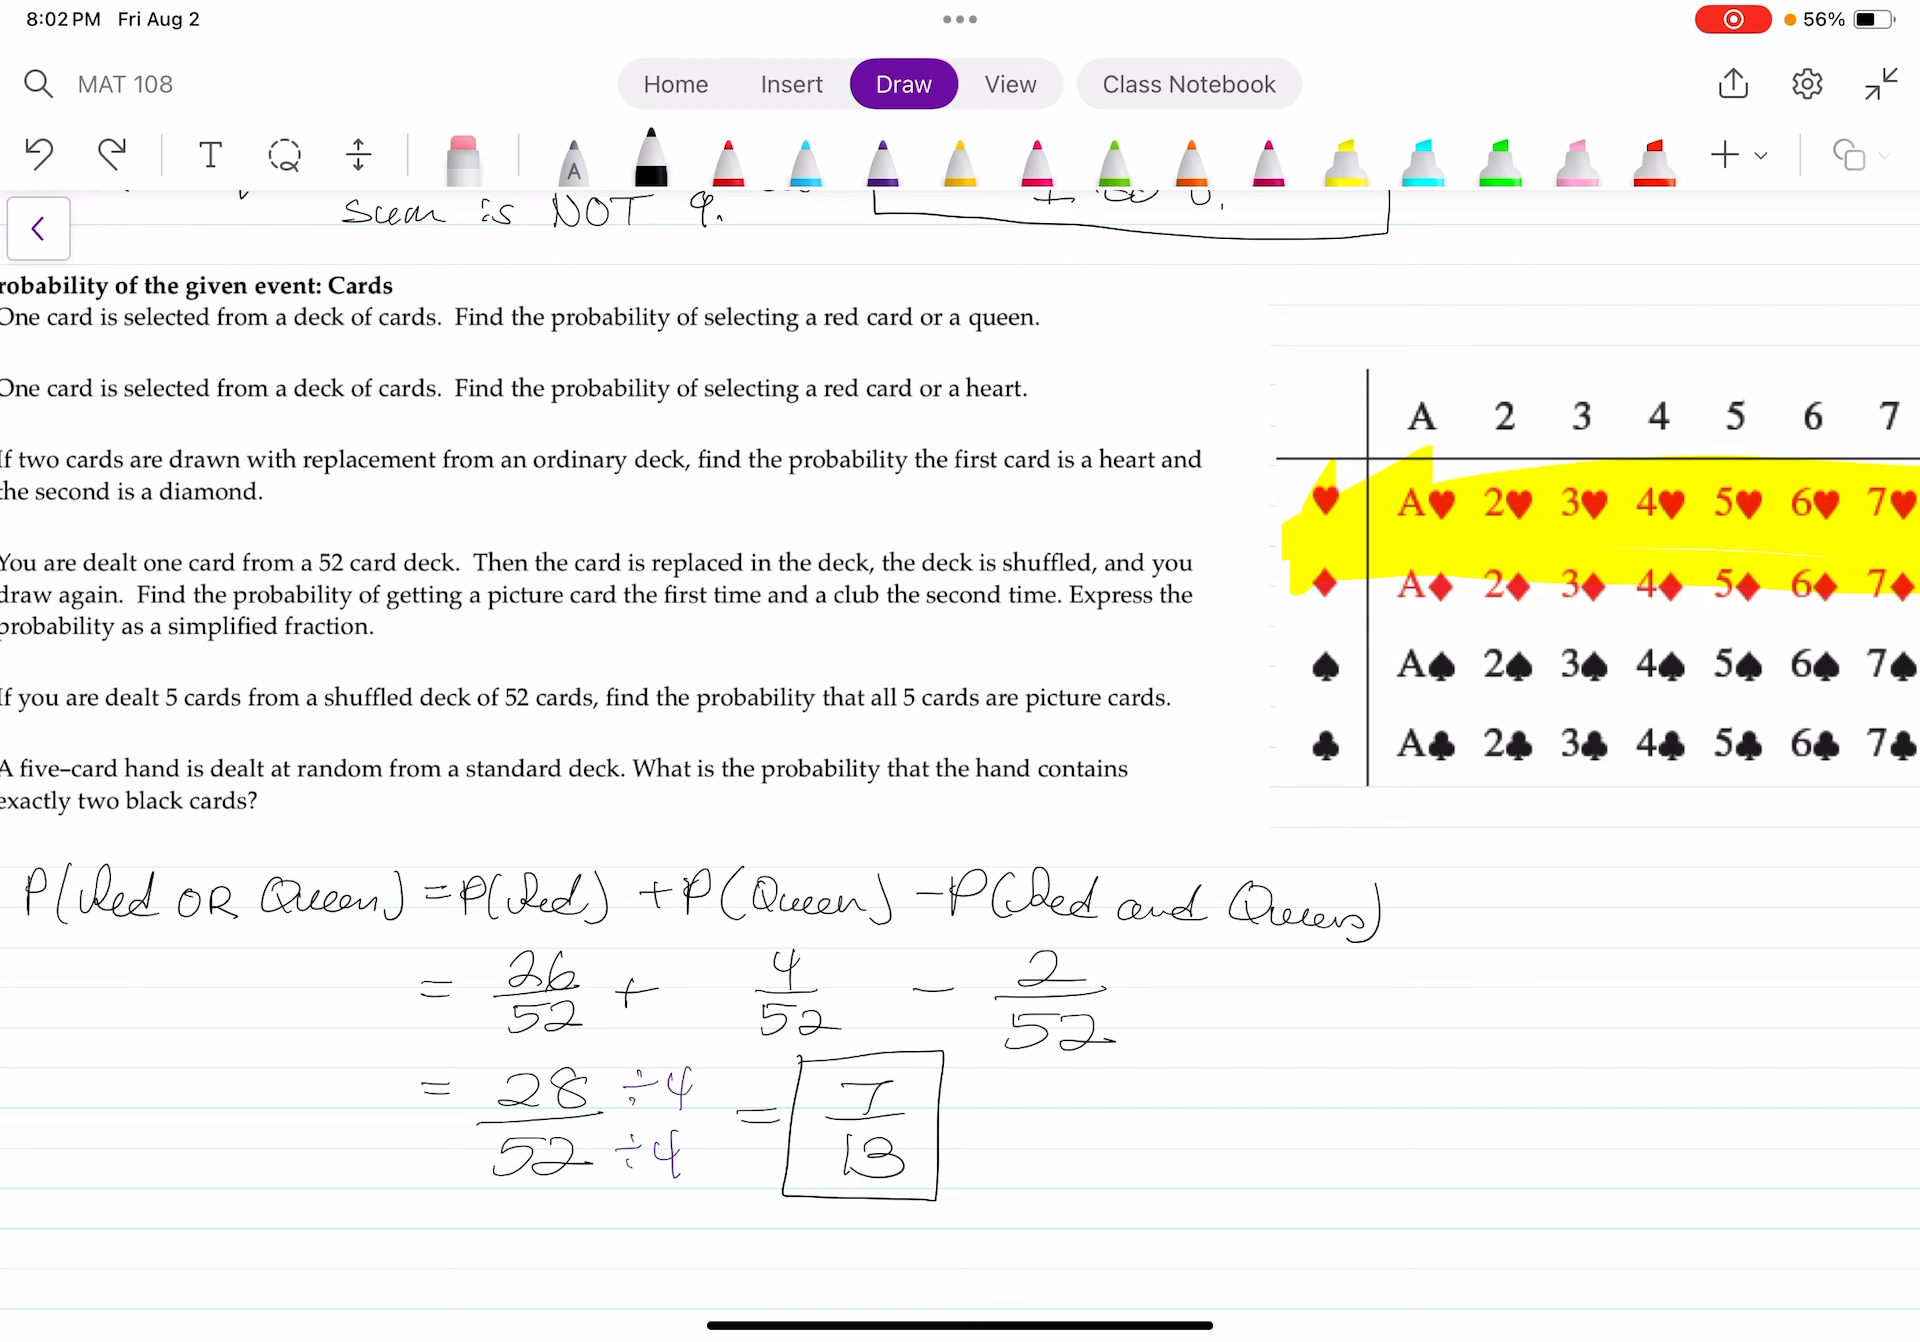 8:02 PM Fri Aug 2
56%
MAT 108
Home Insert Draw View Class Notebook
T A
Sum is NOT 9.
robability of the given event: Cards
One card is selected from a deck of cards. Find the probability of selecting a red card or a queen.
One card is selected from a deck of cards. Find the probability of selecting a red card or a heart.
If two cards are drawn with replacement from an ordinary deck, find the probability the first card is a heart and
the second is a diamond.
You are dealt one card from a 52 card deck. Then the card is replaced in the deck, the deck is shuffled, and you
draw again. Find the probability of getting a picture card the first time and a club the second time. Express the
probability as a simplified fraction.
If you are dealt 5 cards from a shuffled deck of 52 cards, find the probability that all 5 cards are picture cards.
A five-card hand is dealt at random from a standard deck. What is the probability that the hand contains
exactly two black cards?
A 2 3 4 5 6 7
♥ A♥ 2♥ 3♥ 4♥ 5♥ 6♥ 7♥
♦ A♦ 2♦ 3♦ 4♦ 5♦ 6♦ 7♦
♠ A♠ 2♠ 3♠ 4♠ 5♠ 6♠ 7♠
♣ A♣ 2♣ 3♣ 4♣ 5♣ 6♣ 7♣
P(Red OR Queen) = P(Red) + P(Queen) - P(Red and Queens)
= 26/52 + 4/52 - 2/52
= 28/52 ÷4/÷4 = 7/13